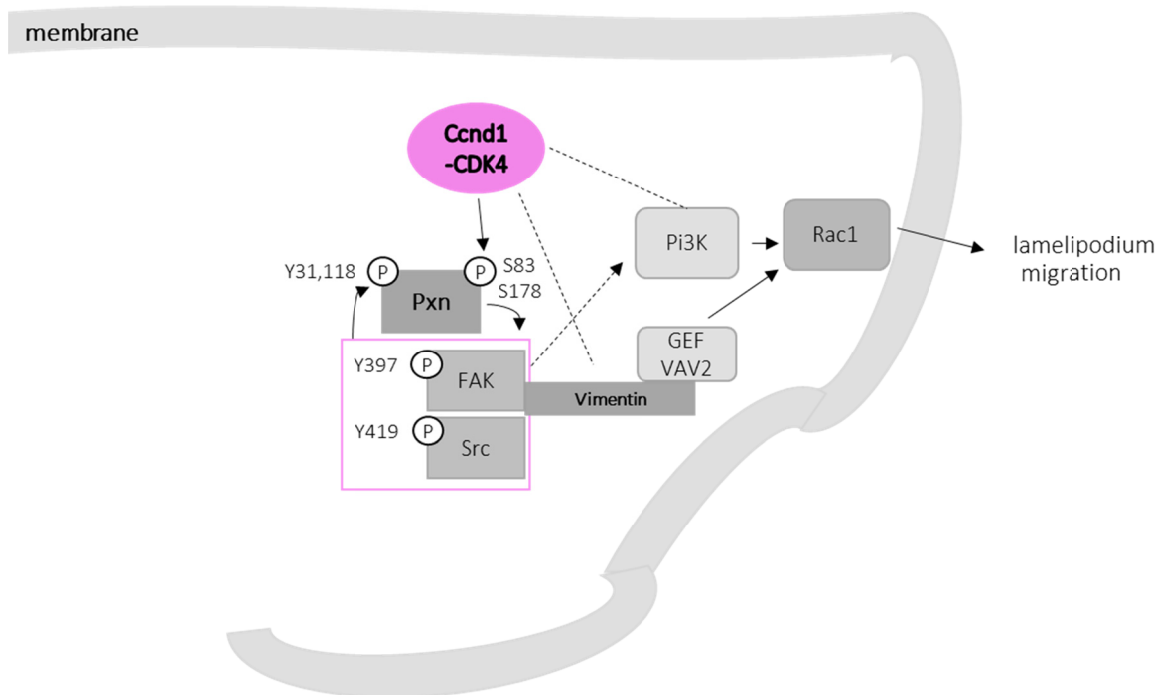 membrane
Ccnd1
-CDK4
Pi3K
Rac1
lamelipodium
migration
Y31,118
P
P
S83
S178
Pxn
GEF
VAV2
Y397
P
FAK
Vimentin
Y419
P
Src